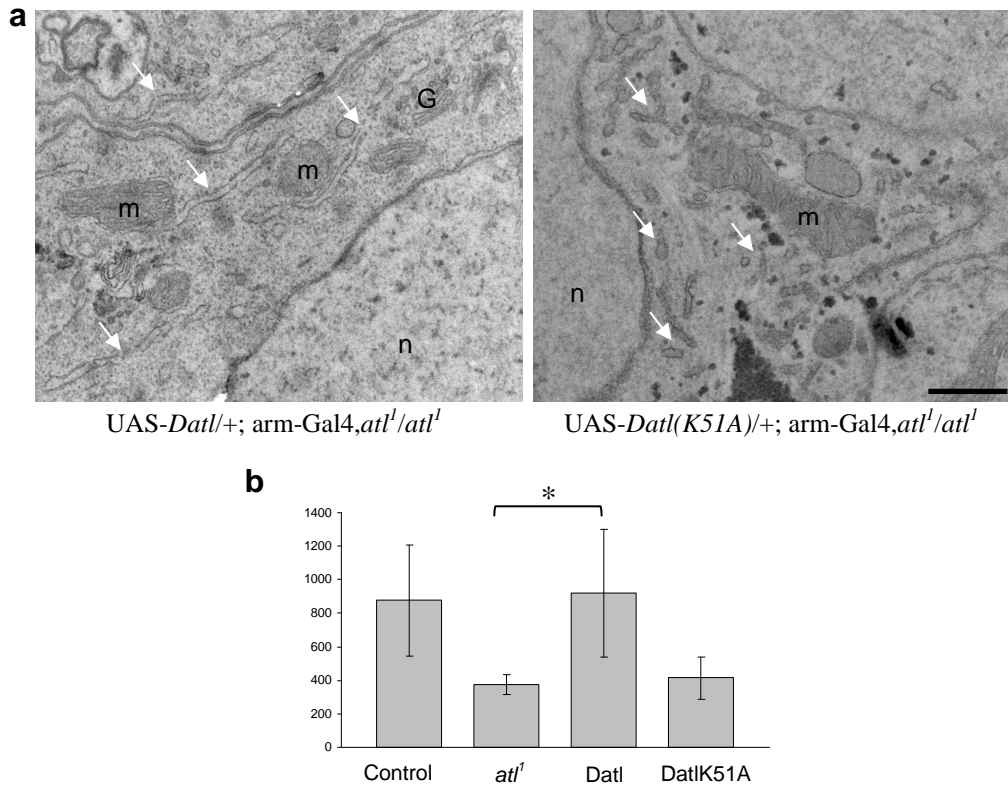 a
G
m
m
n
m
n
UAS-Datl/+; arm-Gal4,atl¹/atl¹
UAS-Datl(K51A)/+; arm-Gal4,atl¹/atl¹
b
*
1400
1200
1000
800
600
400
200
0
Control
atl¹
Datl
DatlK51A